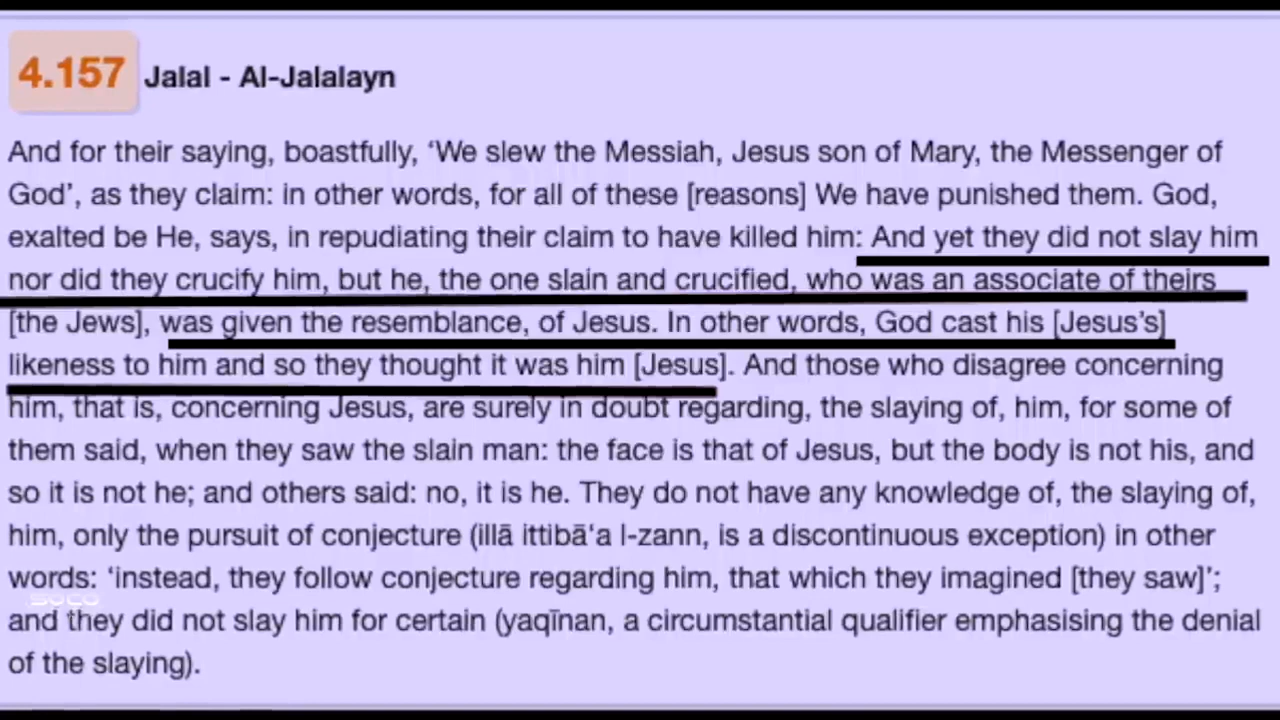 4.157 Jalal - Al-Jalalayn
And for their saying, boastfully, ‘We slew the Messiah, Jesus son of Mary, the Messenger of
God’, as they claim: in other words, for all of these [reasons] We have punished them. God,
exalted be He, says, in repudiating their claim to have killed him: And yet they did not slay him
nor did they crucify him, but he, the one slain and crucified, who was an associate of theirs
[the Jews], was given the resemblance, of Jesus. In other words, God cast his [Jesus’s]
likeness to him and so they thought it was him [Jesus]. And those who disagree concerning
him, that is, concerning Jesus, are surely in doubt regarding, the slaying of, him, for some of
them said, when they saw the slain man: the face is that of Jesus, but the body is not his, and
so it is not he; and others said: no, it is he. They do not have any knowledge of, the slaying of,
him, only the pursuit of conjecture (illā ittibā‘a l-zann, is a discontinuous exception) in other
words: ‘instead, they follow conjecture regarding him, that which they imagined [they saw]’;
SOCO
and they did not slay him for certain (yaqīnan, a circumstantial qualifier emphasising the denial
of the slaying).